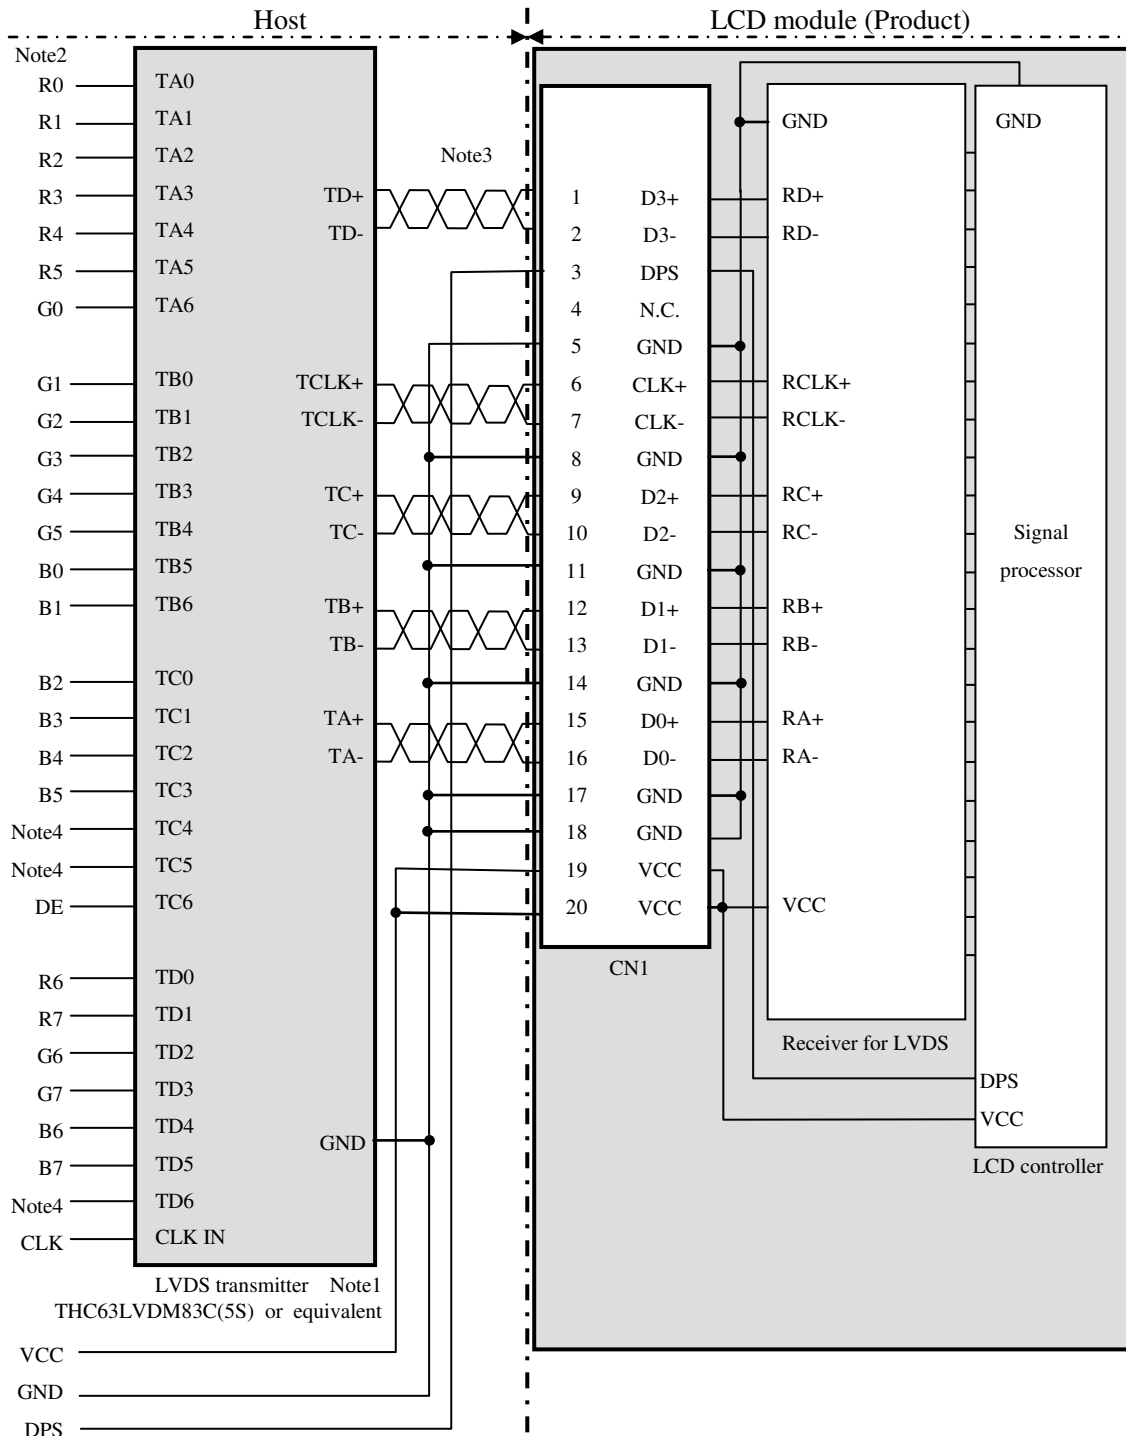 Host
LCD module (Product)
Note2
R0 TA0
R1 TA1
R2 TA2
R3 TA3
R4 TA4
R5 TA5
G0 TA6
G1 TB0
G2 TB1
G3 TB2
G4 TB3
G5 TB4
B0 TB5
B1 TB6
B2 TC0
B3 TC1
B4 TC2
B5 TC3
Note4 TC4
Note4 TC5
DE TC6
R6 TD0
R7 TD1
G6 TD2
G7 TD3
B6 TD4
B7 TD5
Note4 TD6
CLK CLK IN
TD+
TD-
TCLK+
TCLK-
TC+
TC-
TB+
TB-
TA+
TA-
GND
LVDS transmitter Note1
THC63LVDM83C(5S) or equivalent
VCC
GND
DPS
Note3
1 D3+
2 D3-
3 DPS
4 N.C.
5 GND
6 CLK+
7 CLK-
8 GND
9 D2+
10 D2-
11 GND
12 D1+
13 D1-
14 GND
15 D0+
16 D0-
17 GND
18 GND
19 VCC
20 VCC
CN1
GND
RD+
RD-
RCLK+
RCLK-
RC+
RC-
RB+
RB-
RA+
RA-
VCC
Receiver for LVDS
GND
Signal
processor
DPS
VCC
LCD controller